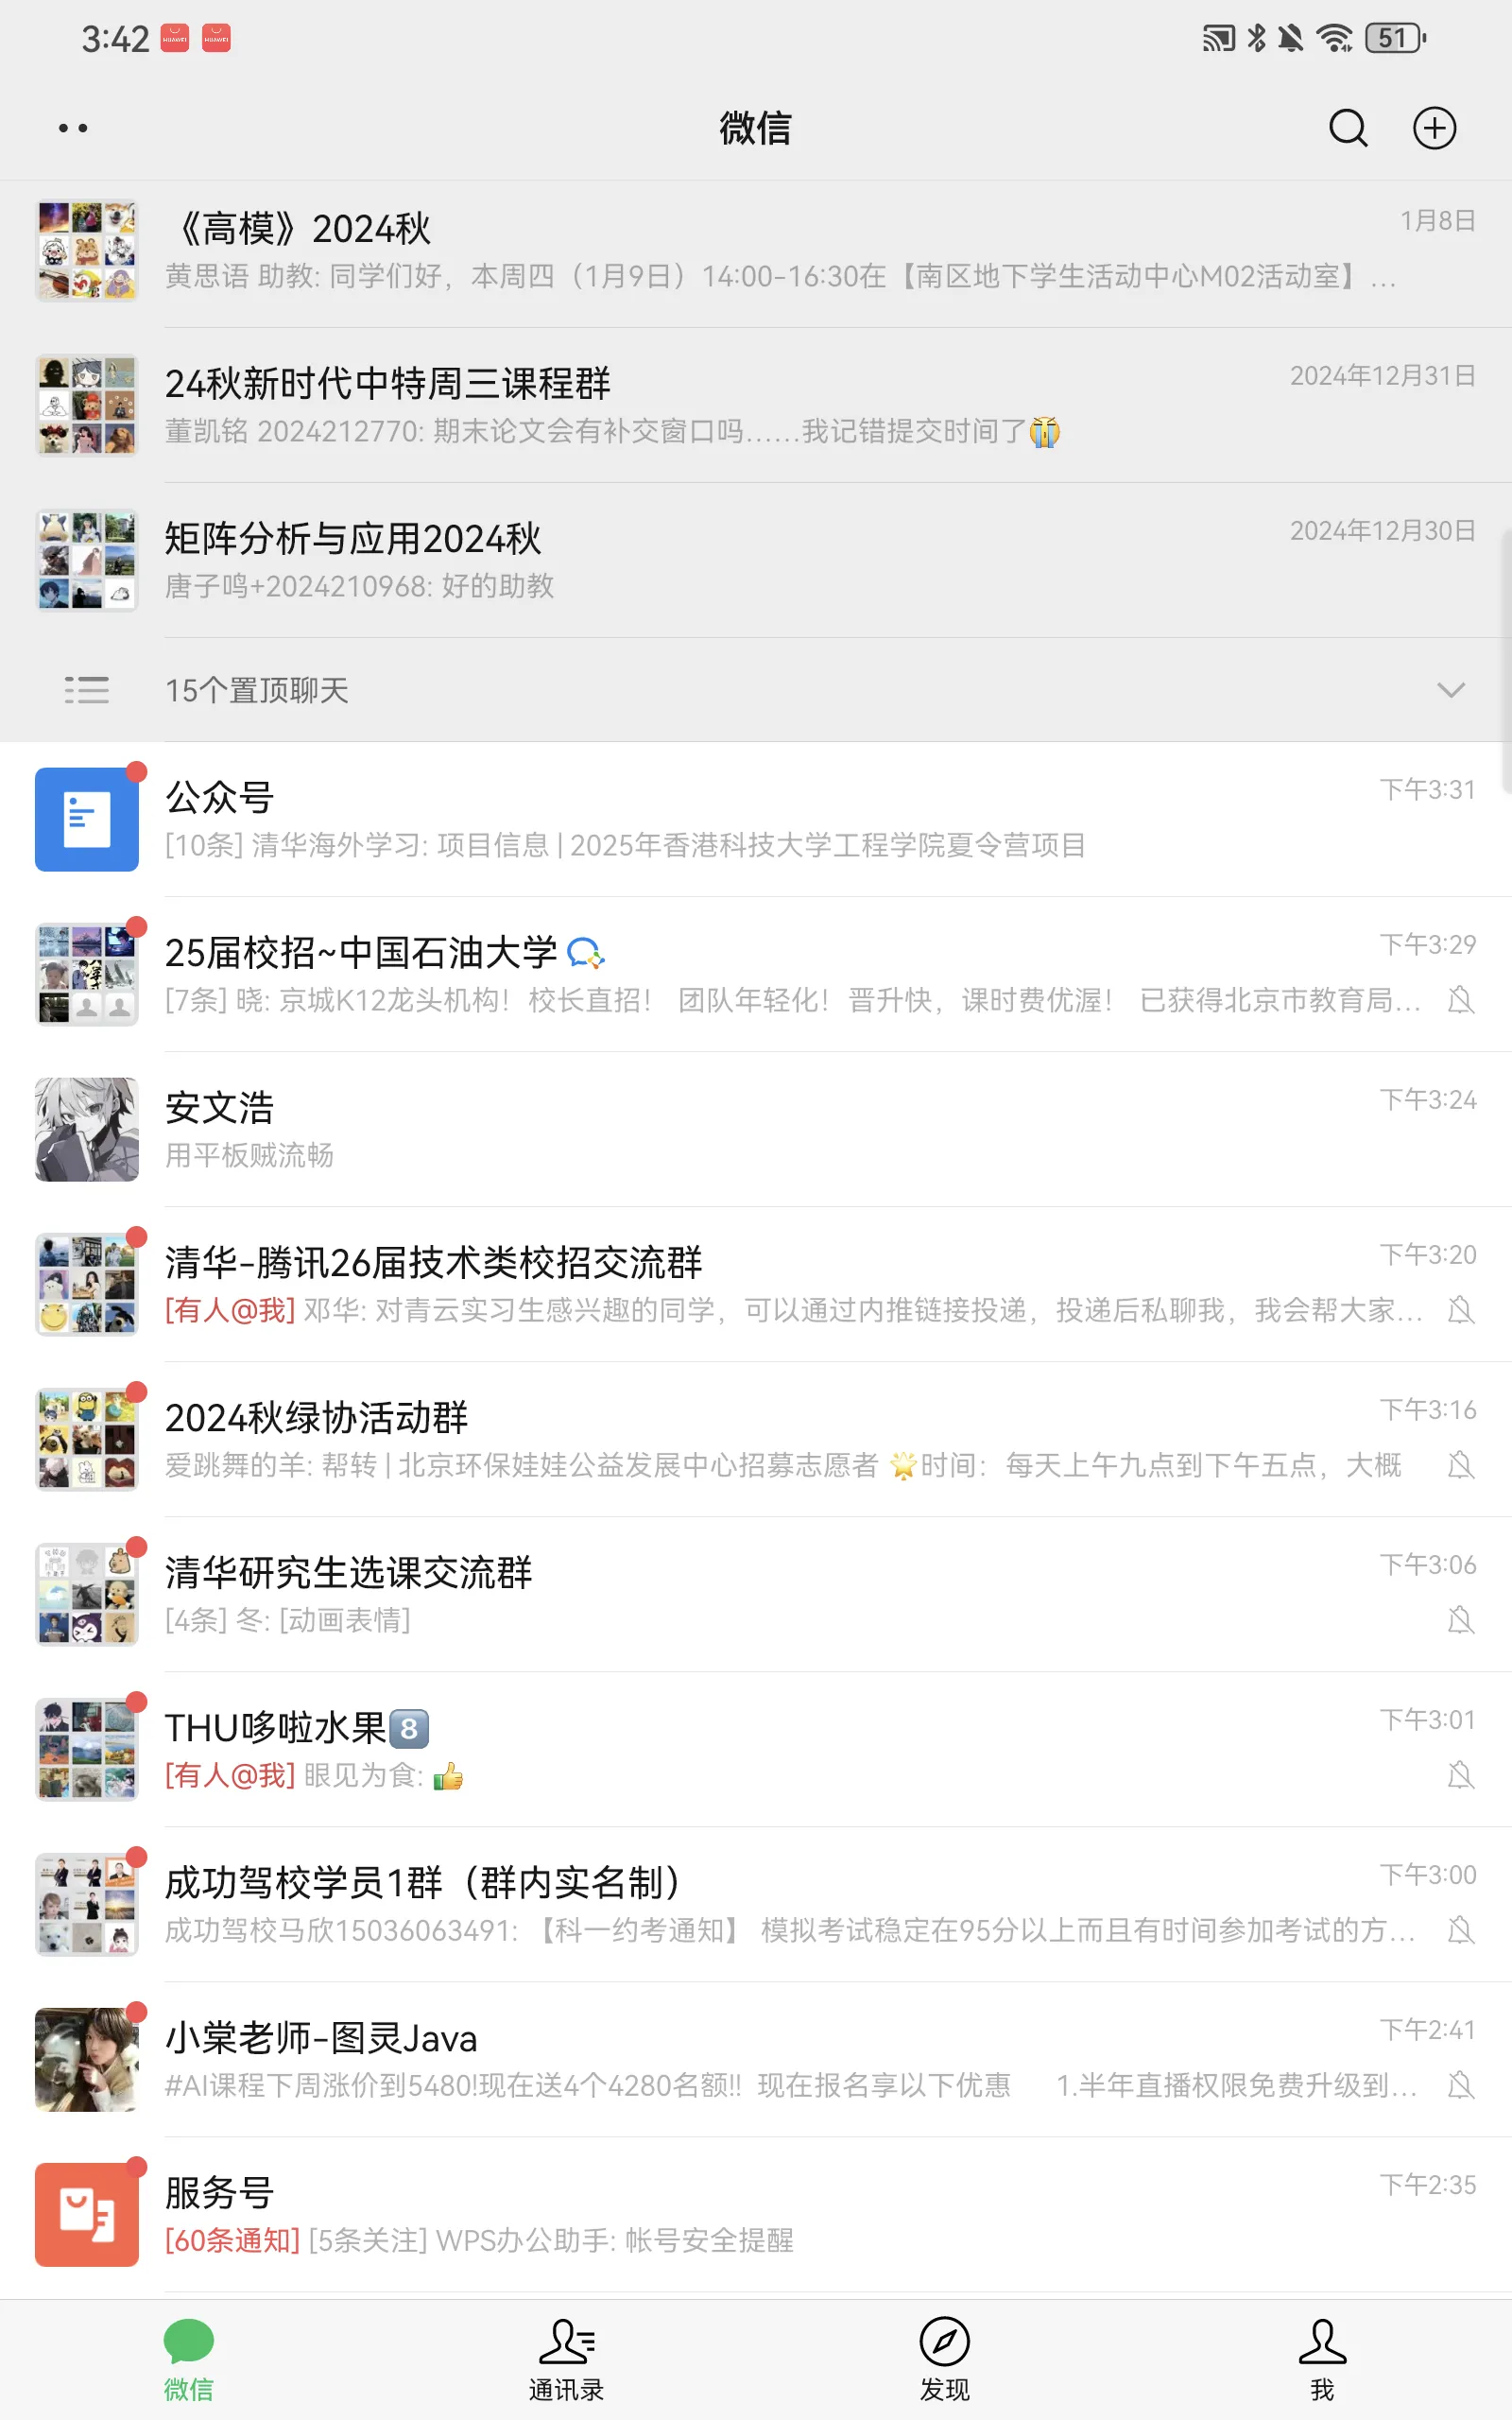 3:42
HUAWEI HUAWEI
51
微信
《高模》2024秋
1月8日
黄思语 助教: 同学们好，本周四（1月9日）14:00-16:30在【南区地下学生活动中心M02活动室】…
24秋新时代中特周三课程群
2024年12月31日
董凯铭 2024212770: 期末论文会有补交窗口吗……我记错提交时间了😭
矩阵分析与应用2024秋
2024年12月30日
唐子鸣+2024210968: 好的助教
15个置顶聊天
公众号
下午3:31
[10条] 清华海外学习: 项目信息 | 2025年香港科技大学工程学院夏令营项目
25届校招~中国石油大学
下午3:29
[7条] 晓: 京城K12龙头机构！校长直招！ 团队年轻化！晋升快，课时费优渥！ 已获得北京市教育局…
安文浩
下午3:24
用平板贼流畅
清华-腾讯26届技术类校招交流群
下午3:20
[有人@我] 邓华: 对青云实习生感兴趣的同学，可以通过内推链接投递，投递后私聊我，我会帮大家…
2024秋绿协活动群
下午3:16
爱跳舞的羊: 帮转 | 北京环保娃娃公益发展中心招募志愿者 🌟时间：每天上午九点到下午五点，大概
清华研究生选课交流群
下午3:06
[4条] 冬: [动画表情]
THU哆啦水果8️⃣
下午3:01
[有人@我] 眼见为食: 👍
成功驾校学员1群（群内实名制）
下午3:00
成功驾校马欣15036063491: 【科一约考通知】 模拟考试稳定在95分以上而且有时间参加考试的方…
小棠老师-图灵Java
下午2:41
#AI课程下周涨价到5480!现在送4个4280名额!! 现在报名享以下优惠 1.半年直播权限免费升级到…
服务号
下午2:35
[60条通知] [5条关注] WPS办公助手: 帐号安全提醒
微信
通讯录
发现
我